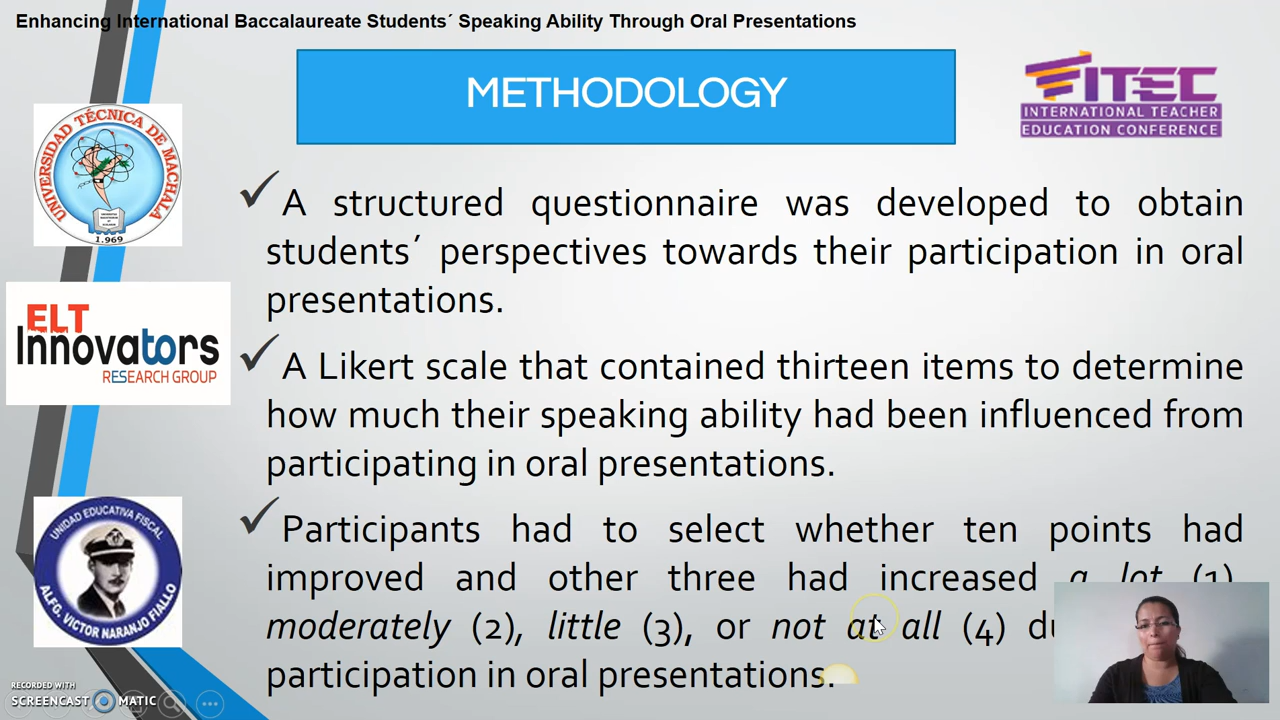 Enhancing International Baccalaureate Students´ Speaking Ability Through Oral Presentations
METHODOLOGY
ITEC
INTERNATIONAL TEACHER
EDUCATION CONFERENCE
UNIVERSIDAD TÉCNICA DE MACHALA
1.969
A structured questionnaire was developed to obtain
students´ perspectives towards their participation in oral
presentations.
ELT
Innovators
RESEARCH GROUP
A Likert scale that contained thirteen items to determine
how much their speaking ability had been influenced from
participating in oral presentations.
UNIDAD EDUCATIVA FISCAL
ALFG. VICTOR NARANJO FIALLO
Participants had to select whether ten points had
improved and other three had increased a lot (1),
moderately (2), little (3), or not at all (4)
participation in oral presentations.
RECORDED WITH
SCREENCAST MATIC